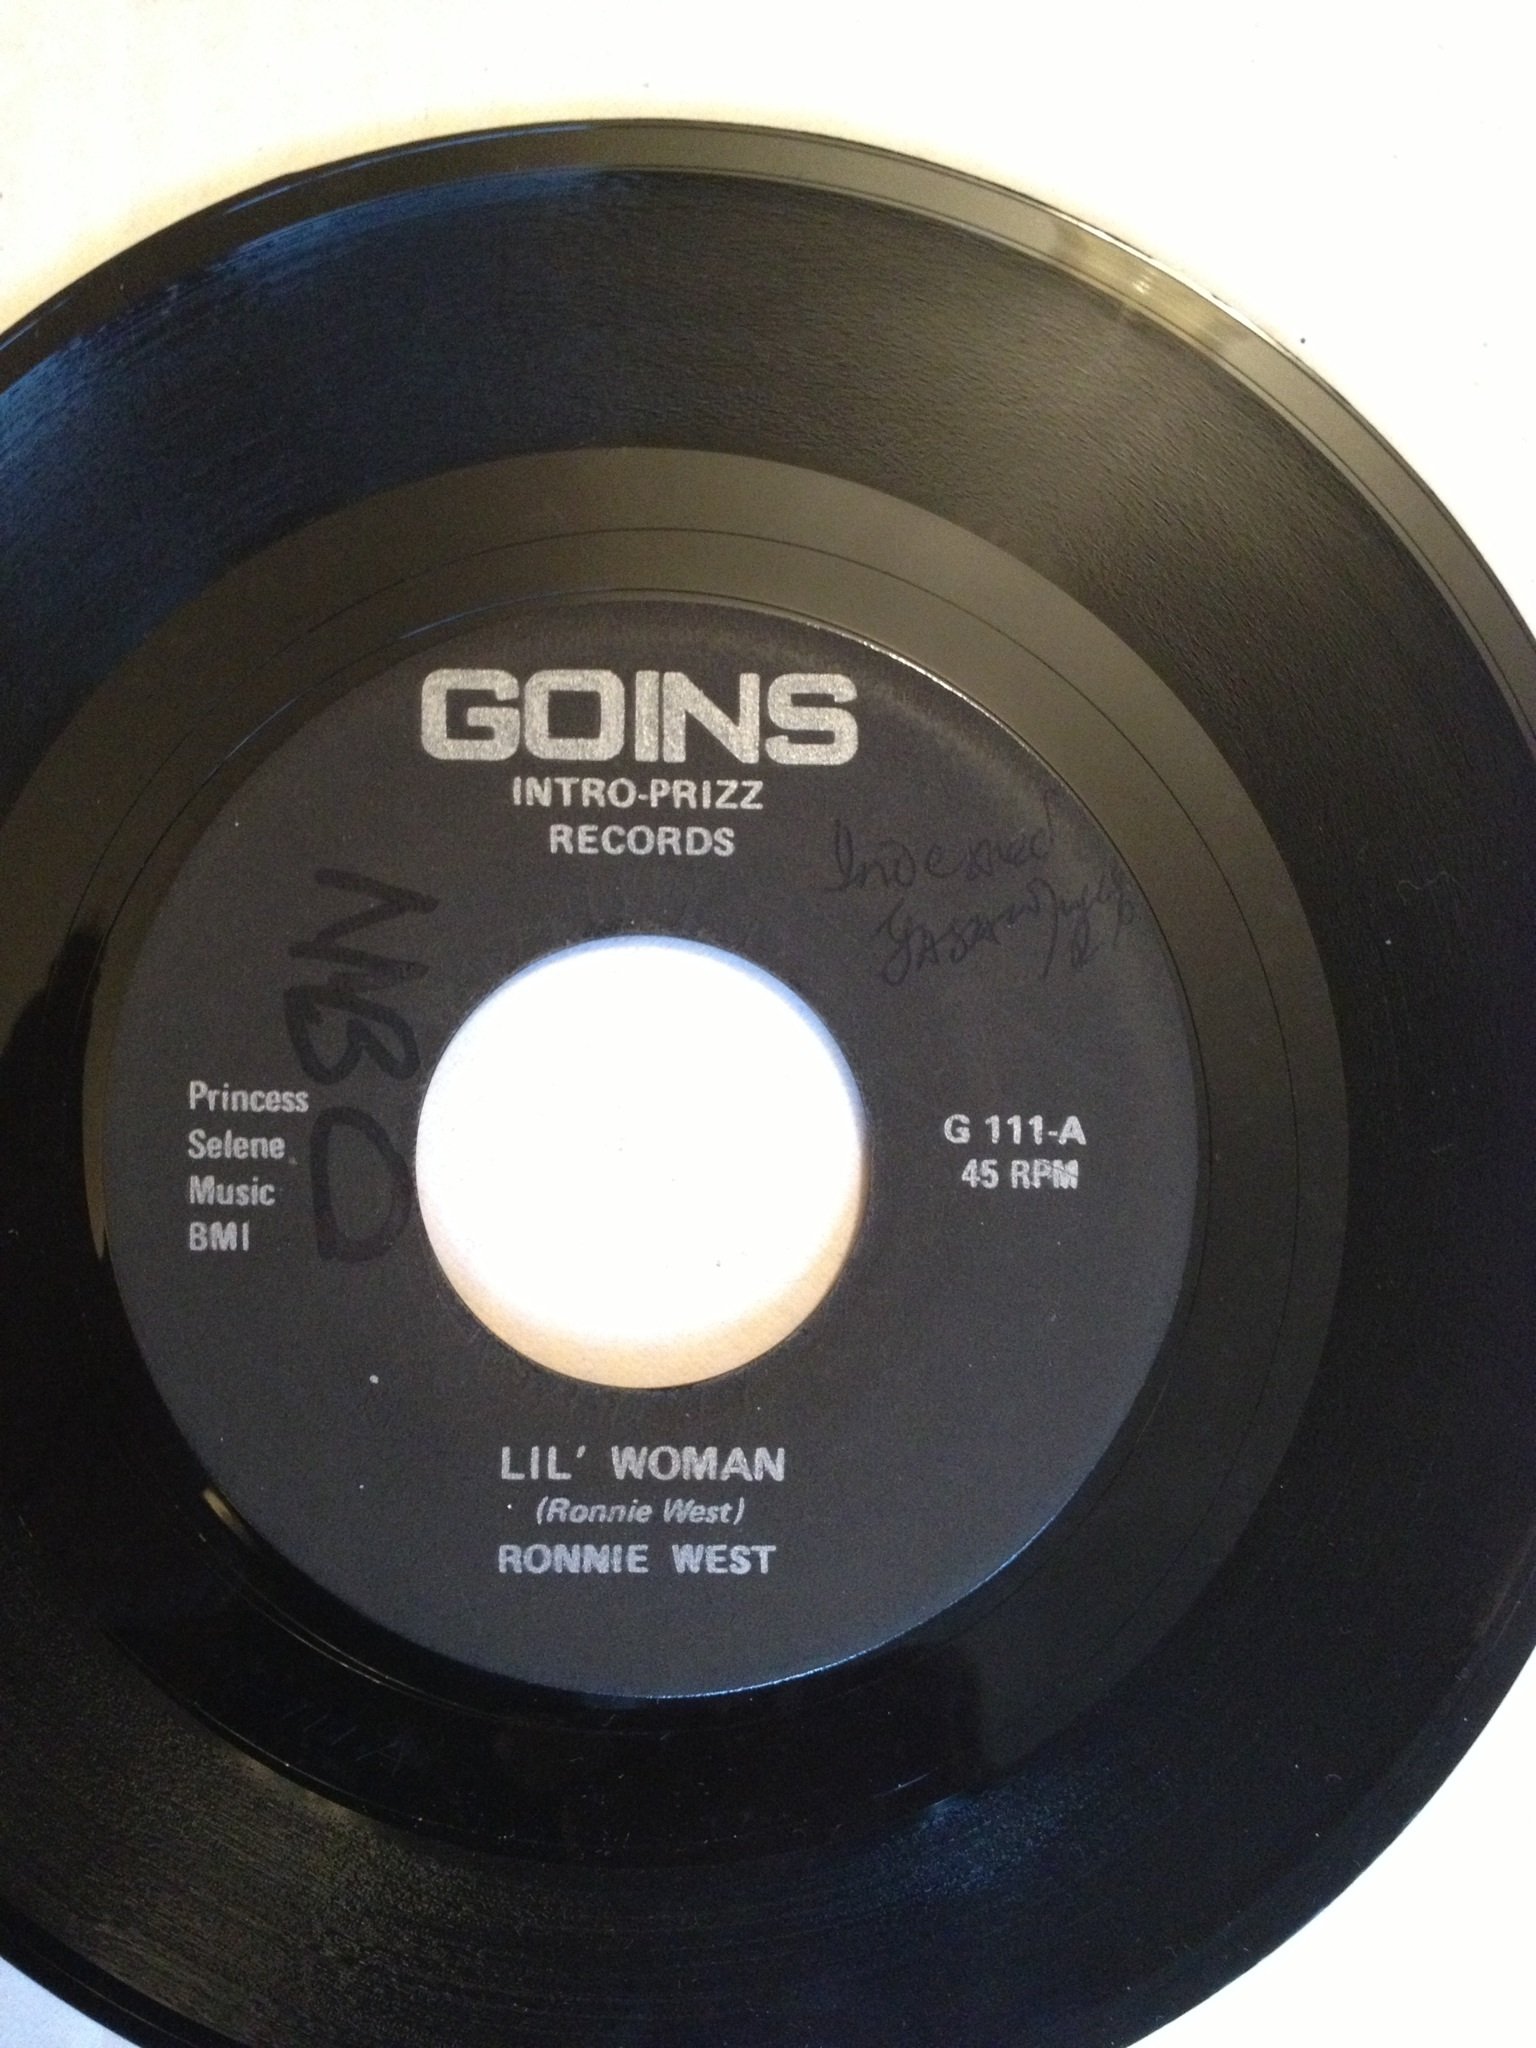 GOINS
INTRO-PRIZZ
RECORDS
NBC
Princess
Selene
Music
BMI
G 111-A
45 RPM
LIL' WOMAN
(Ronnie West)
RONNIE WEST